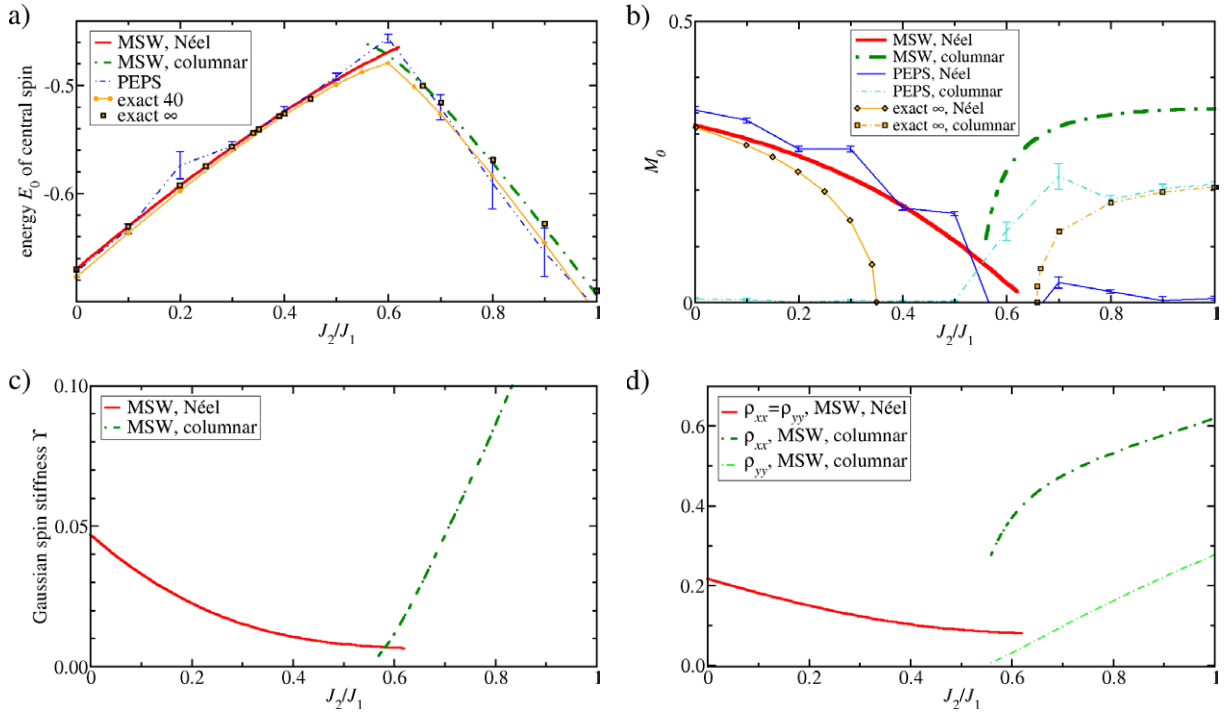 a)
MSW, Néel
MSW, columnar
PEPS
exact 40
exact ∞
energy E0 of central spin
-0.5
-0.6
0 0.2 0.4 0.6 0.8 1
J2/J1
b)
0.5
M0
0
MSW, Néel
MSW, columnar
PEPS, Néel
PEPS, columnar
exact ∞, Néel
exact ∞, columnar
0 0.2 0.4 0.6 0.8 1
J2/J1
c)
0.10
0.05
0.00
Gaussian spin stiffness ϒ
MSW, Néel
MSW, columnar
0 0.2 0.4 0.6 0.8 1
J2/J1
d)
0.6
0.4
0.2
0.0
ρxx=ρyy, MSW, Néel
ρxx, MSW, columnar
ρyy, MSW, columnar
0 0.2 0.4 0.6 0.8 1
J2/J1